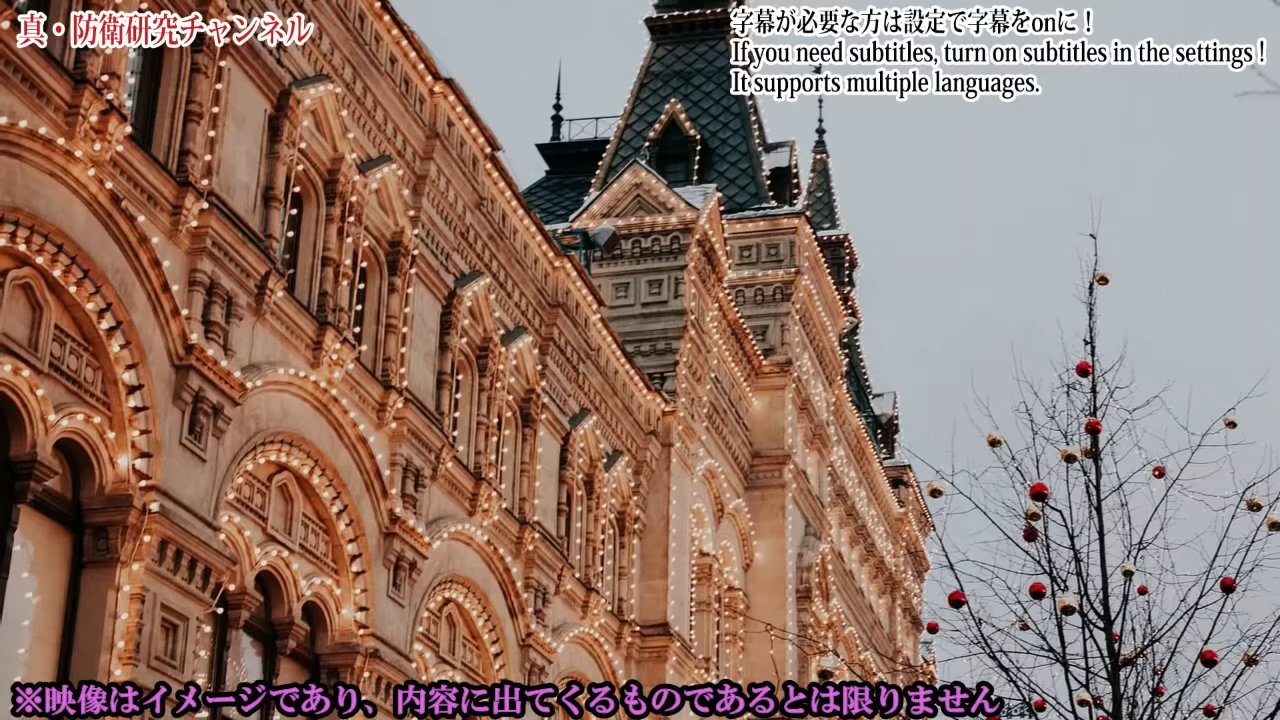 真・防衛研究チャンネル
字幕が必要な方は設定で字幕をonに！
If you need subtitles, turn on subtitles in the settings !
It supports multiple languages.
※映像はイメージであり、内容に出てくるものであるとは限りません